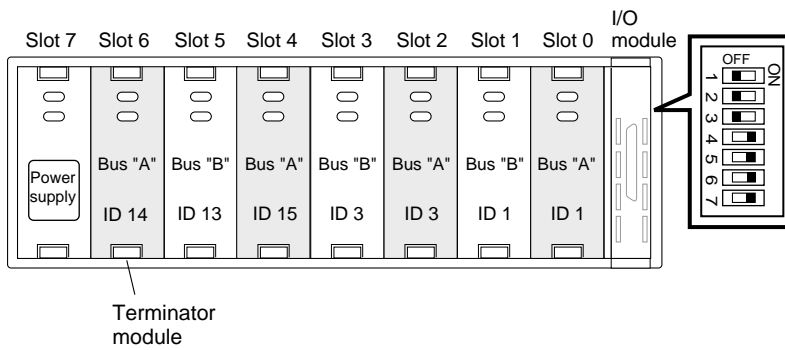 I/O
module
Slot 7 Slot 6 Slot 5 Slot 4 Slot 3 Slot 2 Slot 1 Slot 0
OFF
ON
1
2
3
4
5
6
7
Power
supply
Bus "A" Bus "B" Bus "A" Bus "B" Bus "A" Bus "B" Bus "A"
ID 14 ID 13 ID 15 ID 3 ID 3 ID 1 ID 1
Terminator
module